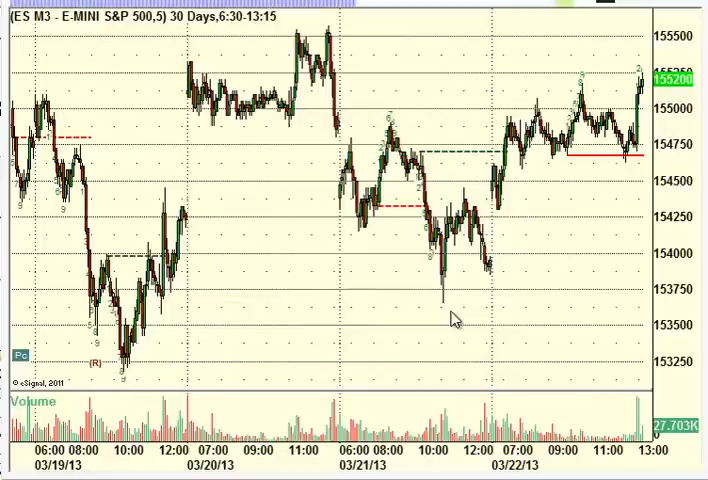 (ES M3 - E-MINI S&P 500,5) 30 Days,6:30-13:15
155500
155250
155200
155000
154750
154500
154250
154000
153750
153500
153250
(R)
Pc
© eSignal, 2011
Volume
27.703K
0
06:00 08:00 10:00 12:00 07:00 09:00 11:00 06:00 08:00 10:00 12:00 07:00 09:00 11:00 13:00
03/19/13 03/20/13 03/21/13 03/22/13